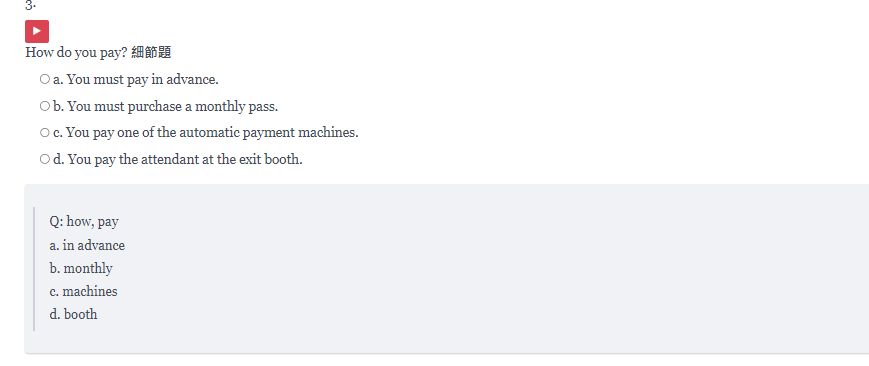 3.
How do you pay? 細節題
a. You must pay in advance.
b. You must purchase a monthly pass.
c. You pay one of the automatic payment machines.
d. You pay the attendant at the exit booth.
Q: how, pay
a. in advance
b. monthly
c. machines
d. booth